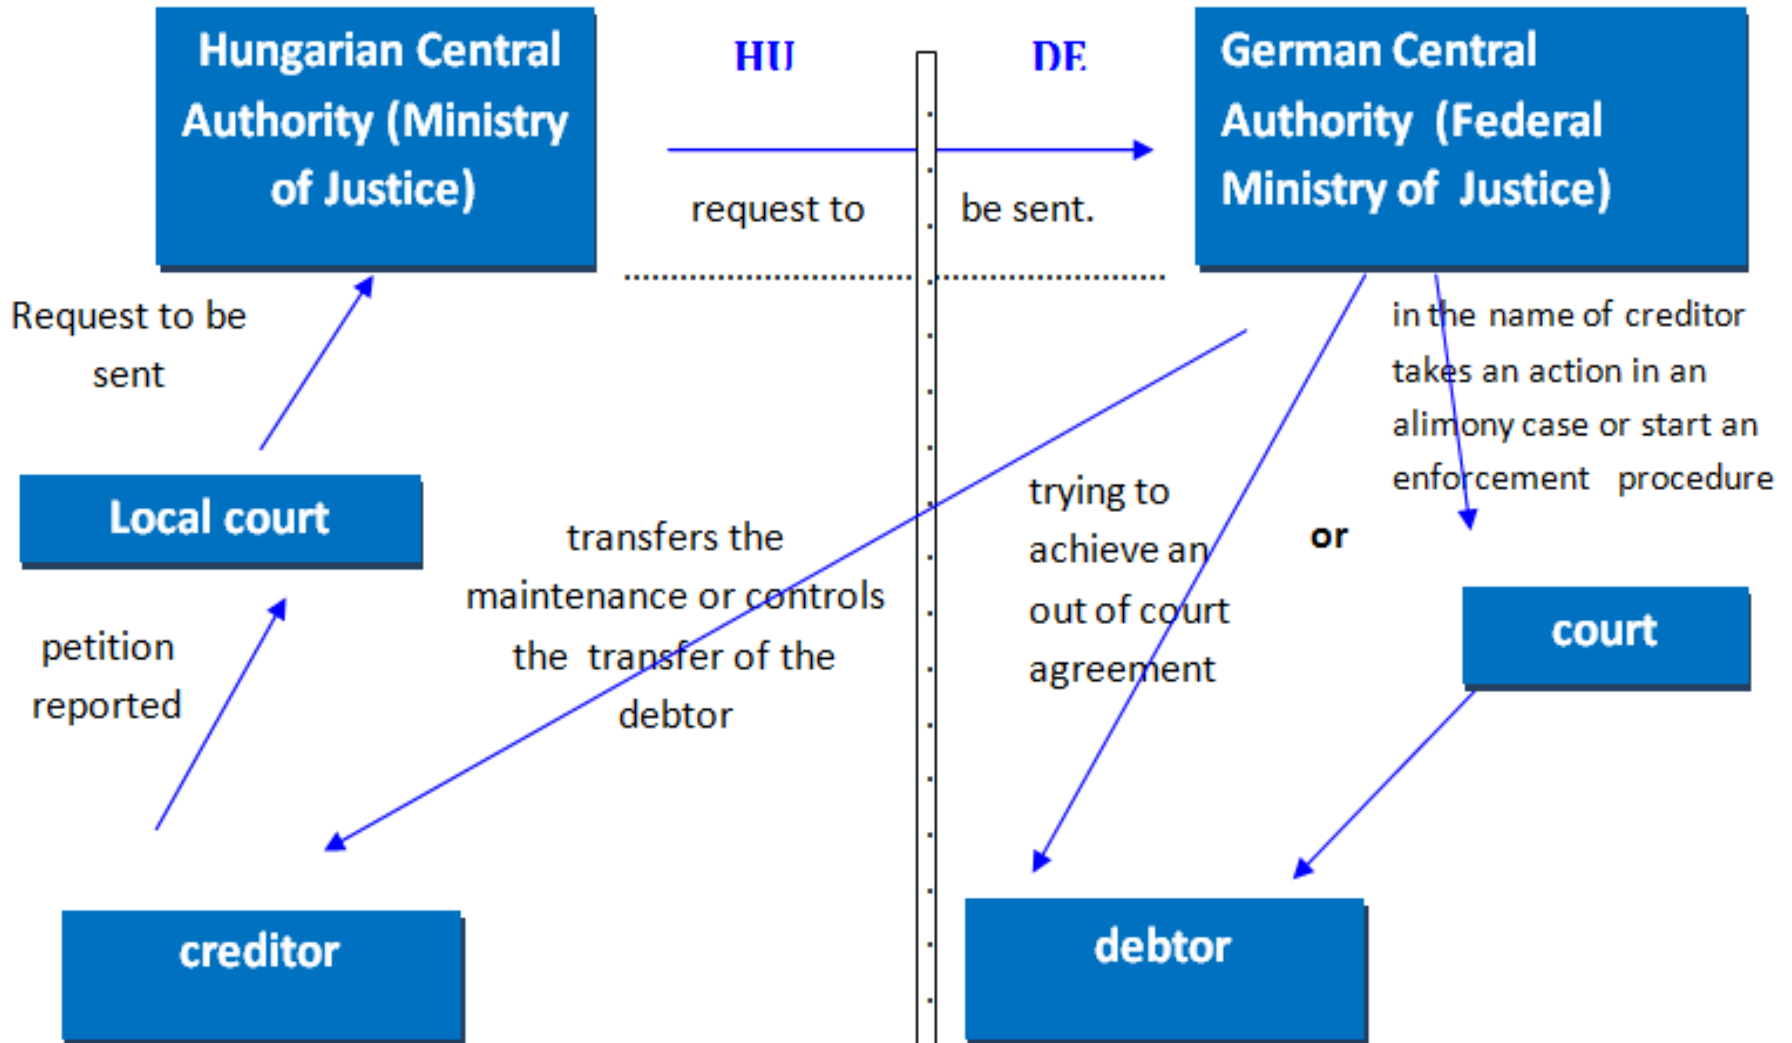 Hungarian Central
Authority (Ministry
of Justice)
HU
DE
German Central
Authority (Federal
Ministry of Justice)
request to
be sent.
Request to be
sent
in the name of creditor
takes an action in an
alimony case or start an
enforcement procedure
Local court
transfers the
maintenance or controls
the transfer of the
debtor
trying to
achieve an
out of court
agreement
or
court
petition
reported
creditor
debtor